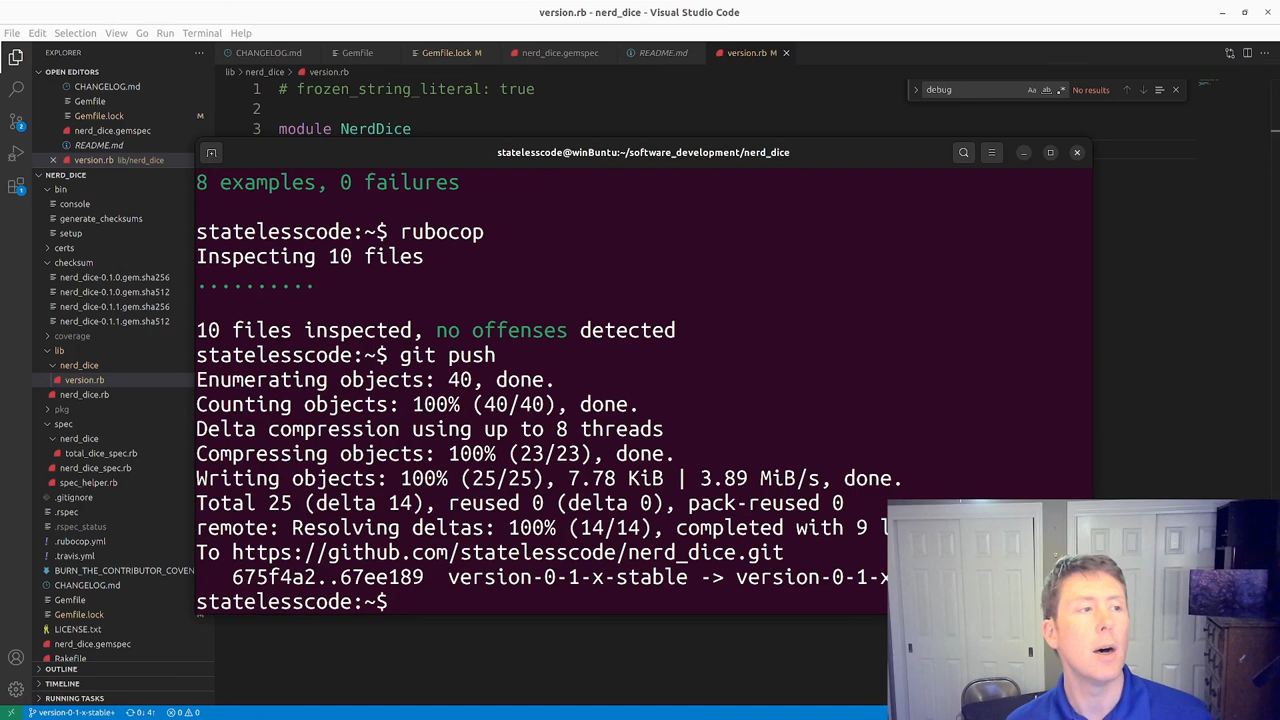 version.rb - nerd_dice - Visual Studio Code
File Edit Selection View Go Run Terminal Help
EXPLORER
OPEN EDITORS
CHANGELOG.md
Gemfile
Gemfile.lock M
nerd_dice.gemspec
README.md
version.rb lib/nerd_dice
NERD_DICE
bin
console
generate_checksums
setup
certs
checksum
nerd_dice-0.1.0.gem.sha256
nerd_dice-0.1.0.gem.sha512
nerd_dice-0.1.1.gem.sha256
nerd_dice-0.1.1.gem.sha512
coverage
lib
nerd_dice
version.rb
nerd_dice.rb
pkg
spec
nerd_dice
total_dice_spec.rb
nerd_dice_spec.rb
spec_helper.rb
.gitignore
.rspec
.rspec_status
.rubocop.yml
.travis.yml
BURN_THE_CONTRIBUTOR_COVEN
CHANGELOG.md
Gemfile
Gemfile.lock
LICENSE.txt
nerd_dice.gemspec
Rakefile
OUTLINE
TIMELINE
RUNNING TASKS
CHANGELOG.md Gemfile Gemfile.lock M nerd_dice.gemspec README.md version.rb M
lib > nerd_dice > version.rb
1 # frozen_string_literal: true
2
3 module NerdDice
debug Aa ab .* No results
statelesscode@winBuntu:~/software_development/nerd_dice
8 examples, 0 failures
statelesscode:~$ rubocop
Inspecting 10 files
..........
10 files inspected, no offenses detected
statelesscode:~$ git push
Enumerating objects: 40, done.
Counting objects: 100% (40/40), done.
Delta compression using up to 8 threads
Compressing objects: 100% (23/23), done.
Writing objects: 100% (25/25), 7.78 KiB | 3.89 MiB/s, done.
Total 25 (delta 14), reused 0 (delta 0), pack-reused 0
remote: Resolving deltas: 100% (14/14), completed with 9 l
To https://github.com/statelesscode/nerd_dice.git
675f4a2..67ee189 version-0-1-x-stable -> version-0-1-x
statelesscode:~$
version-0-1-x-stable+ 0↓ 4↑ 0 0